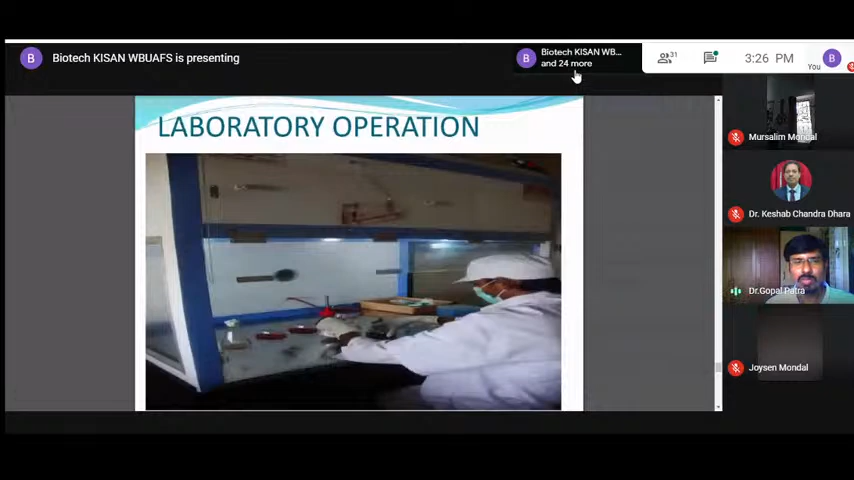 B
Biotech KISAN WBUAFS is presenting
B
Biotech KISAN WB...
and 24 more
31
3:26 PM
You
B
LABORATORY OPERATION
Mursalim Mondal
Dr. Keshab Chandra Dhara
Dr.Gopal Patra
Joysen Mondal